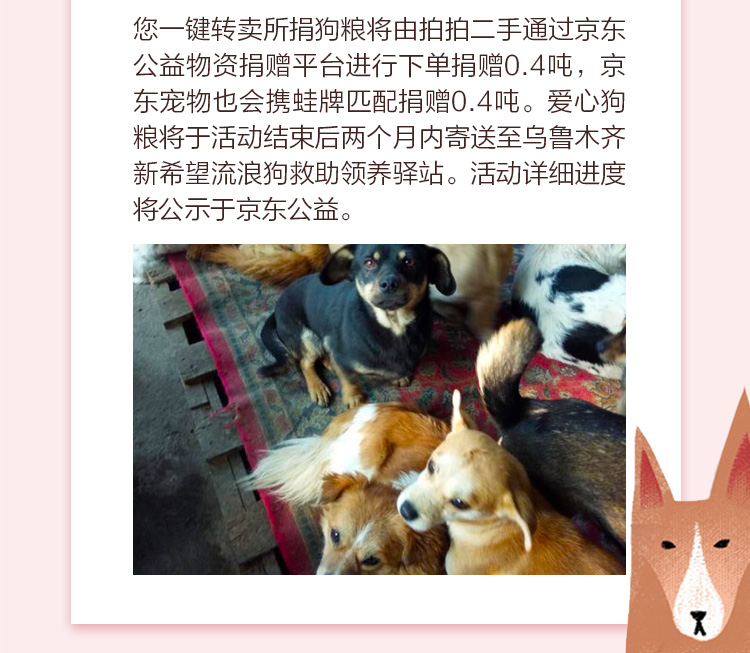 您一键转卖所捐狗粮将由拍拍二手通过京东
公益物资捐赠平台进行下单捐赠0.4吨，京
东宠物也会携蛙牌匹配捐赠0.4吨。爱心狗
粮将于活动结束后两个月内寄送至乌鲁木齐
新希望流浪狗救助领养驿站。活动详细进度
将公示于京东公益。